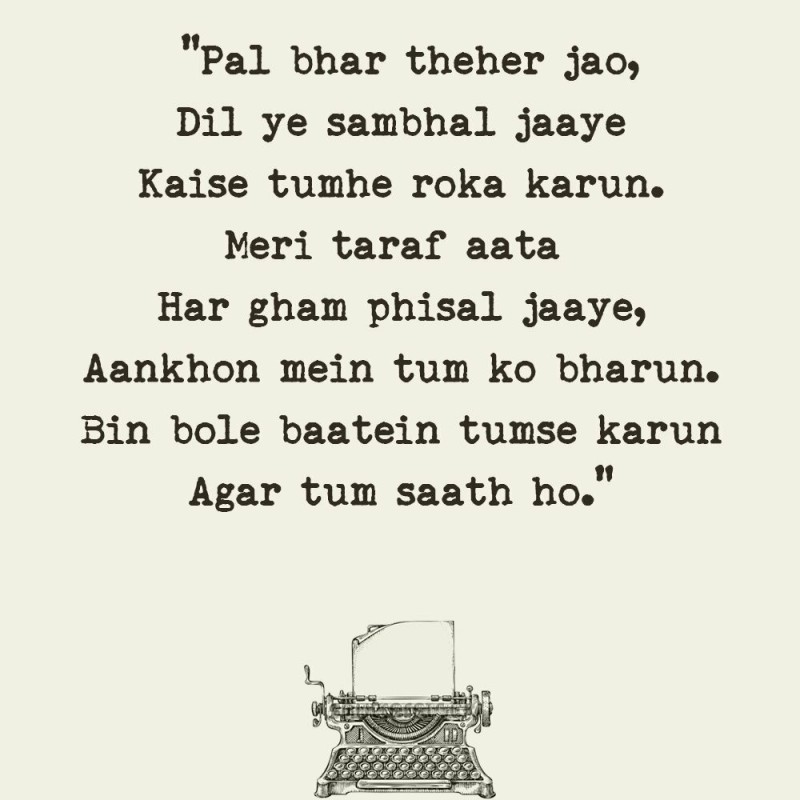 "Pal bhar theher jao,
Dil ye sambhal jaaye
Kaise tumhe roka karun.
Meri taraf aata
Har gham phisal jaaye,
Aankhon mein tum ko bharun.
Bin bole baatein tumse karun
Agar tum saath ho."